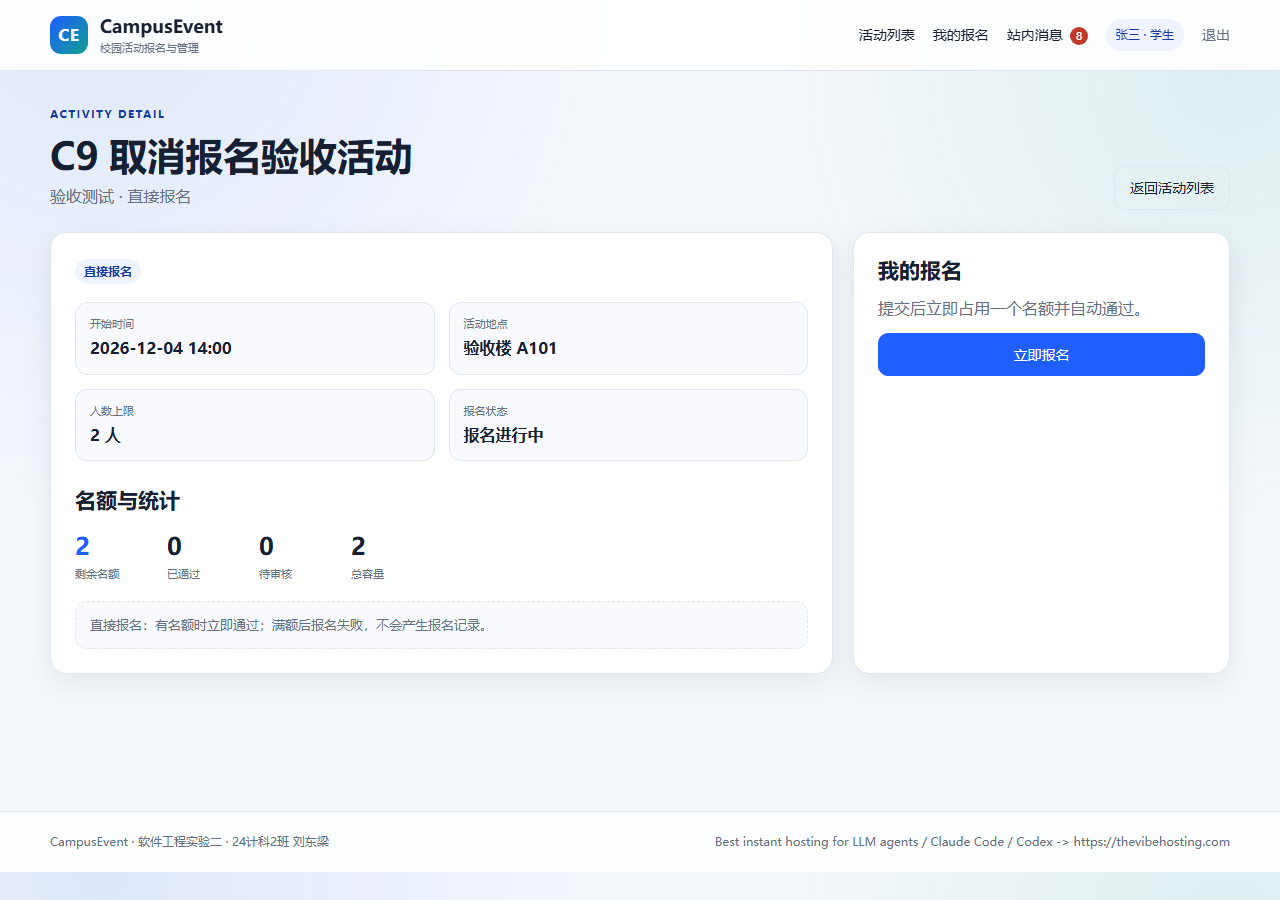 CE
CampusEvent
校园活动报名与管理
活动列表
我的报名
站内消息 8
张三 · 学生
退出
ACTIVITY DETAIL
C9 取消报名验收活动
验收测试 · 直接报名
返回活动列表
直接报名
开始时间
2026-12-04 14:00
活动地点
验收楼 A101
人数上限
2 人
报名状态
报名进行中
名额与统计
2
剩余名额
0
已通过
0
待审核
2
总容量
直接报名：有名额时立即通过；满额后报名失败，不会产生报名记录。
我的报名
提交后立即占用一个名额并自动通过。
立即报名
CampusEvent · 软件工程实验二 · 24计科2班 刘东梁
Best instant hosting for LLM agents / Claude Code / Codex -> https://thevibehosting.com